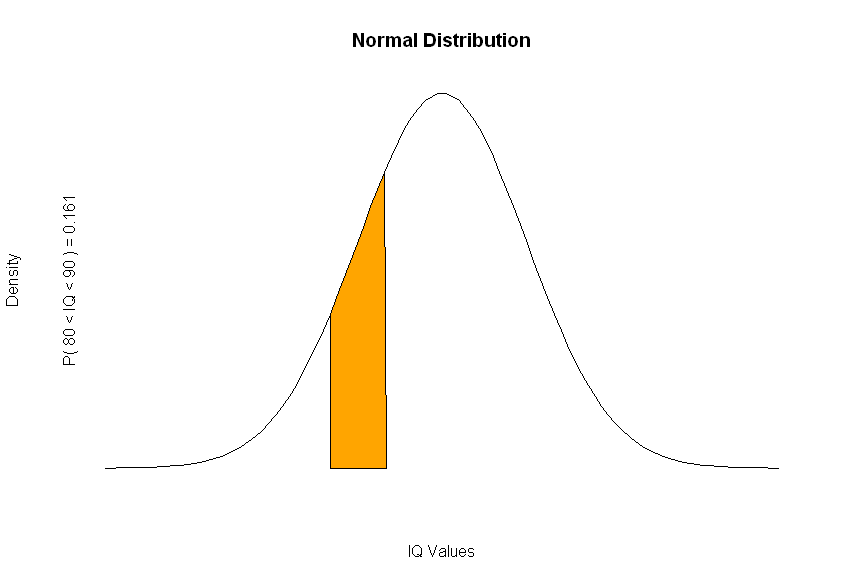 Normal Distribution
Density
P( 80 < IQ < 90 ) = 0.161
IQ Values